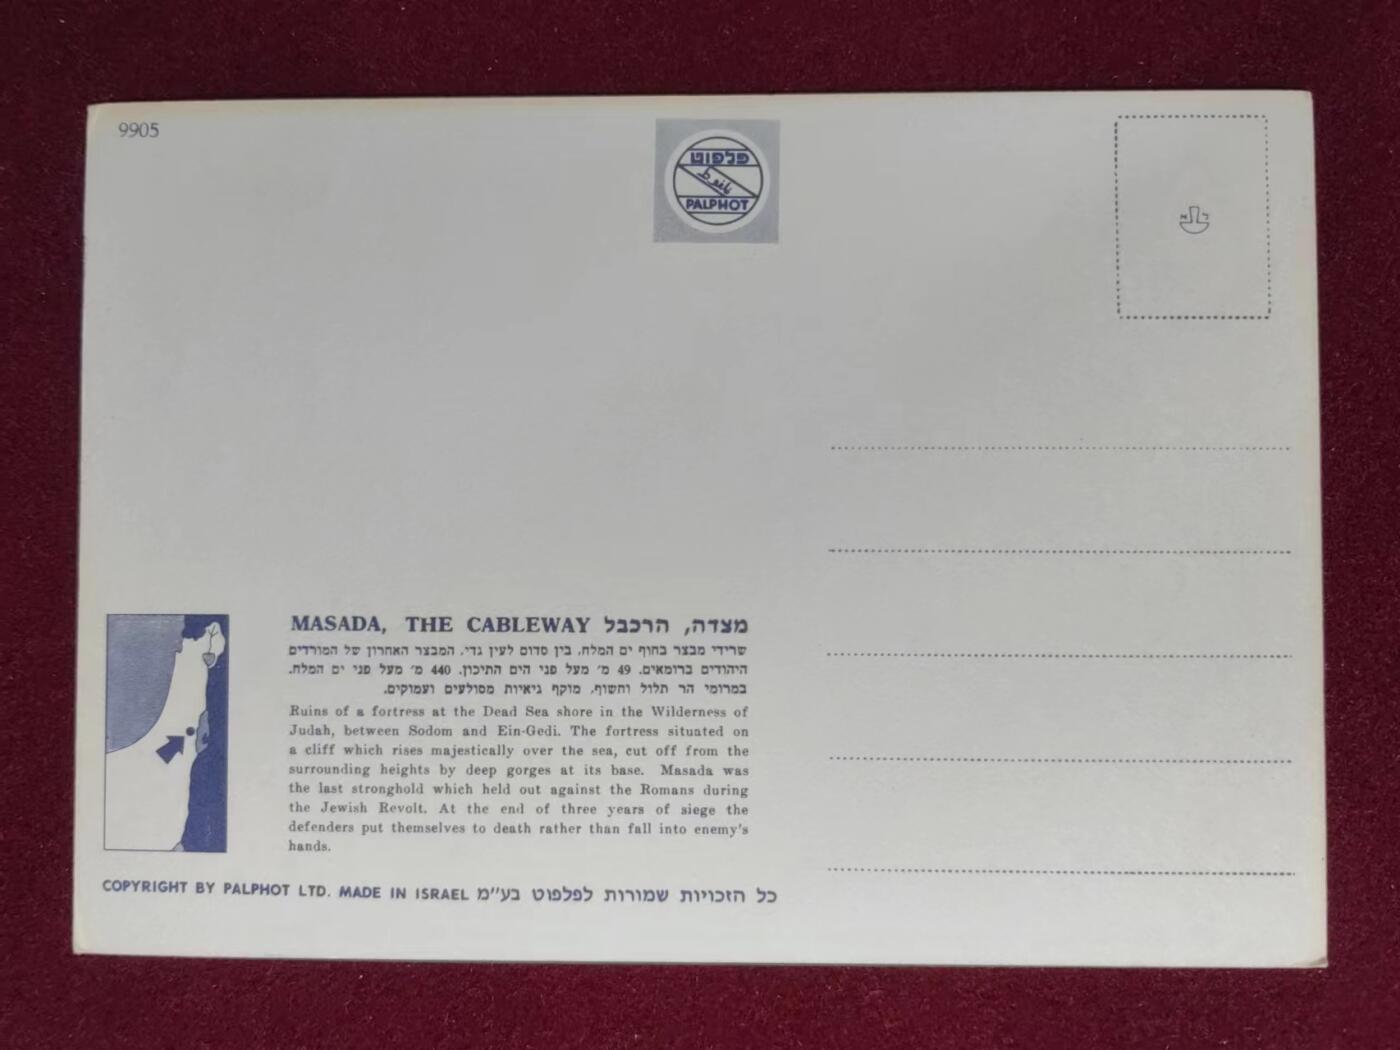 9905
פלפוט
بالفوط
PALPHOT
MASADA, THE CABLEWAY מצדה, הרכבל
שרידי מבצר בחוף ים המלח, בין סדום לעין גדי. המבצר האחרון של המורדים
היהודים ברומאים. 49 מ׳ מעל פני הים התיכון, 440 מ׳ מעל פני ים המלח.
במרומי הר תלול וחשוף, מוקף גיאיות מסולעים ועמוקים.
Ruins of a fortress at the Dead Sea shore in the Wilderness of
Judah, between Sodom and Ein-Gedi. The fortress situated on
a cliff which rises majestically over the sea, cut off from the
surrounding heights by deep gorges at its base. Masada was
the last stronghold which held out against the Romans during
the Jewish Revolt. At the end of three years of siege the
defenders put themselves to death rather than fall into enemy's
hands.
COPYRIGHT BY PALPHOT LTD. MADE IN ISRAEL כל הזכויות שמורות לפלפוט בע"מ